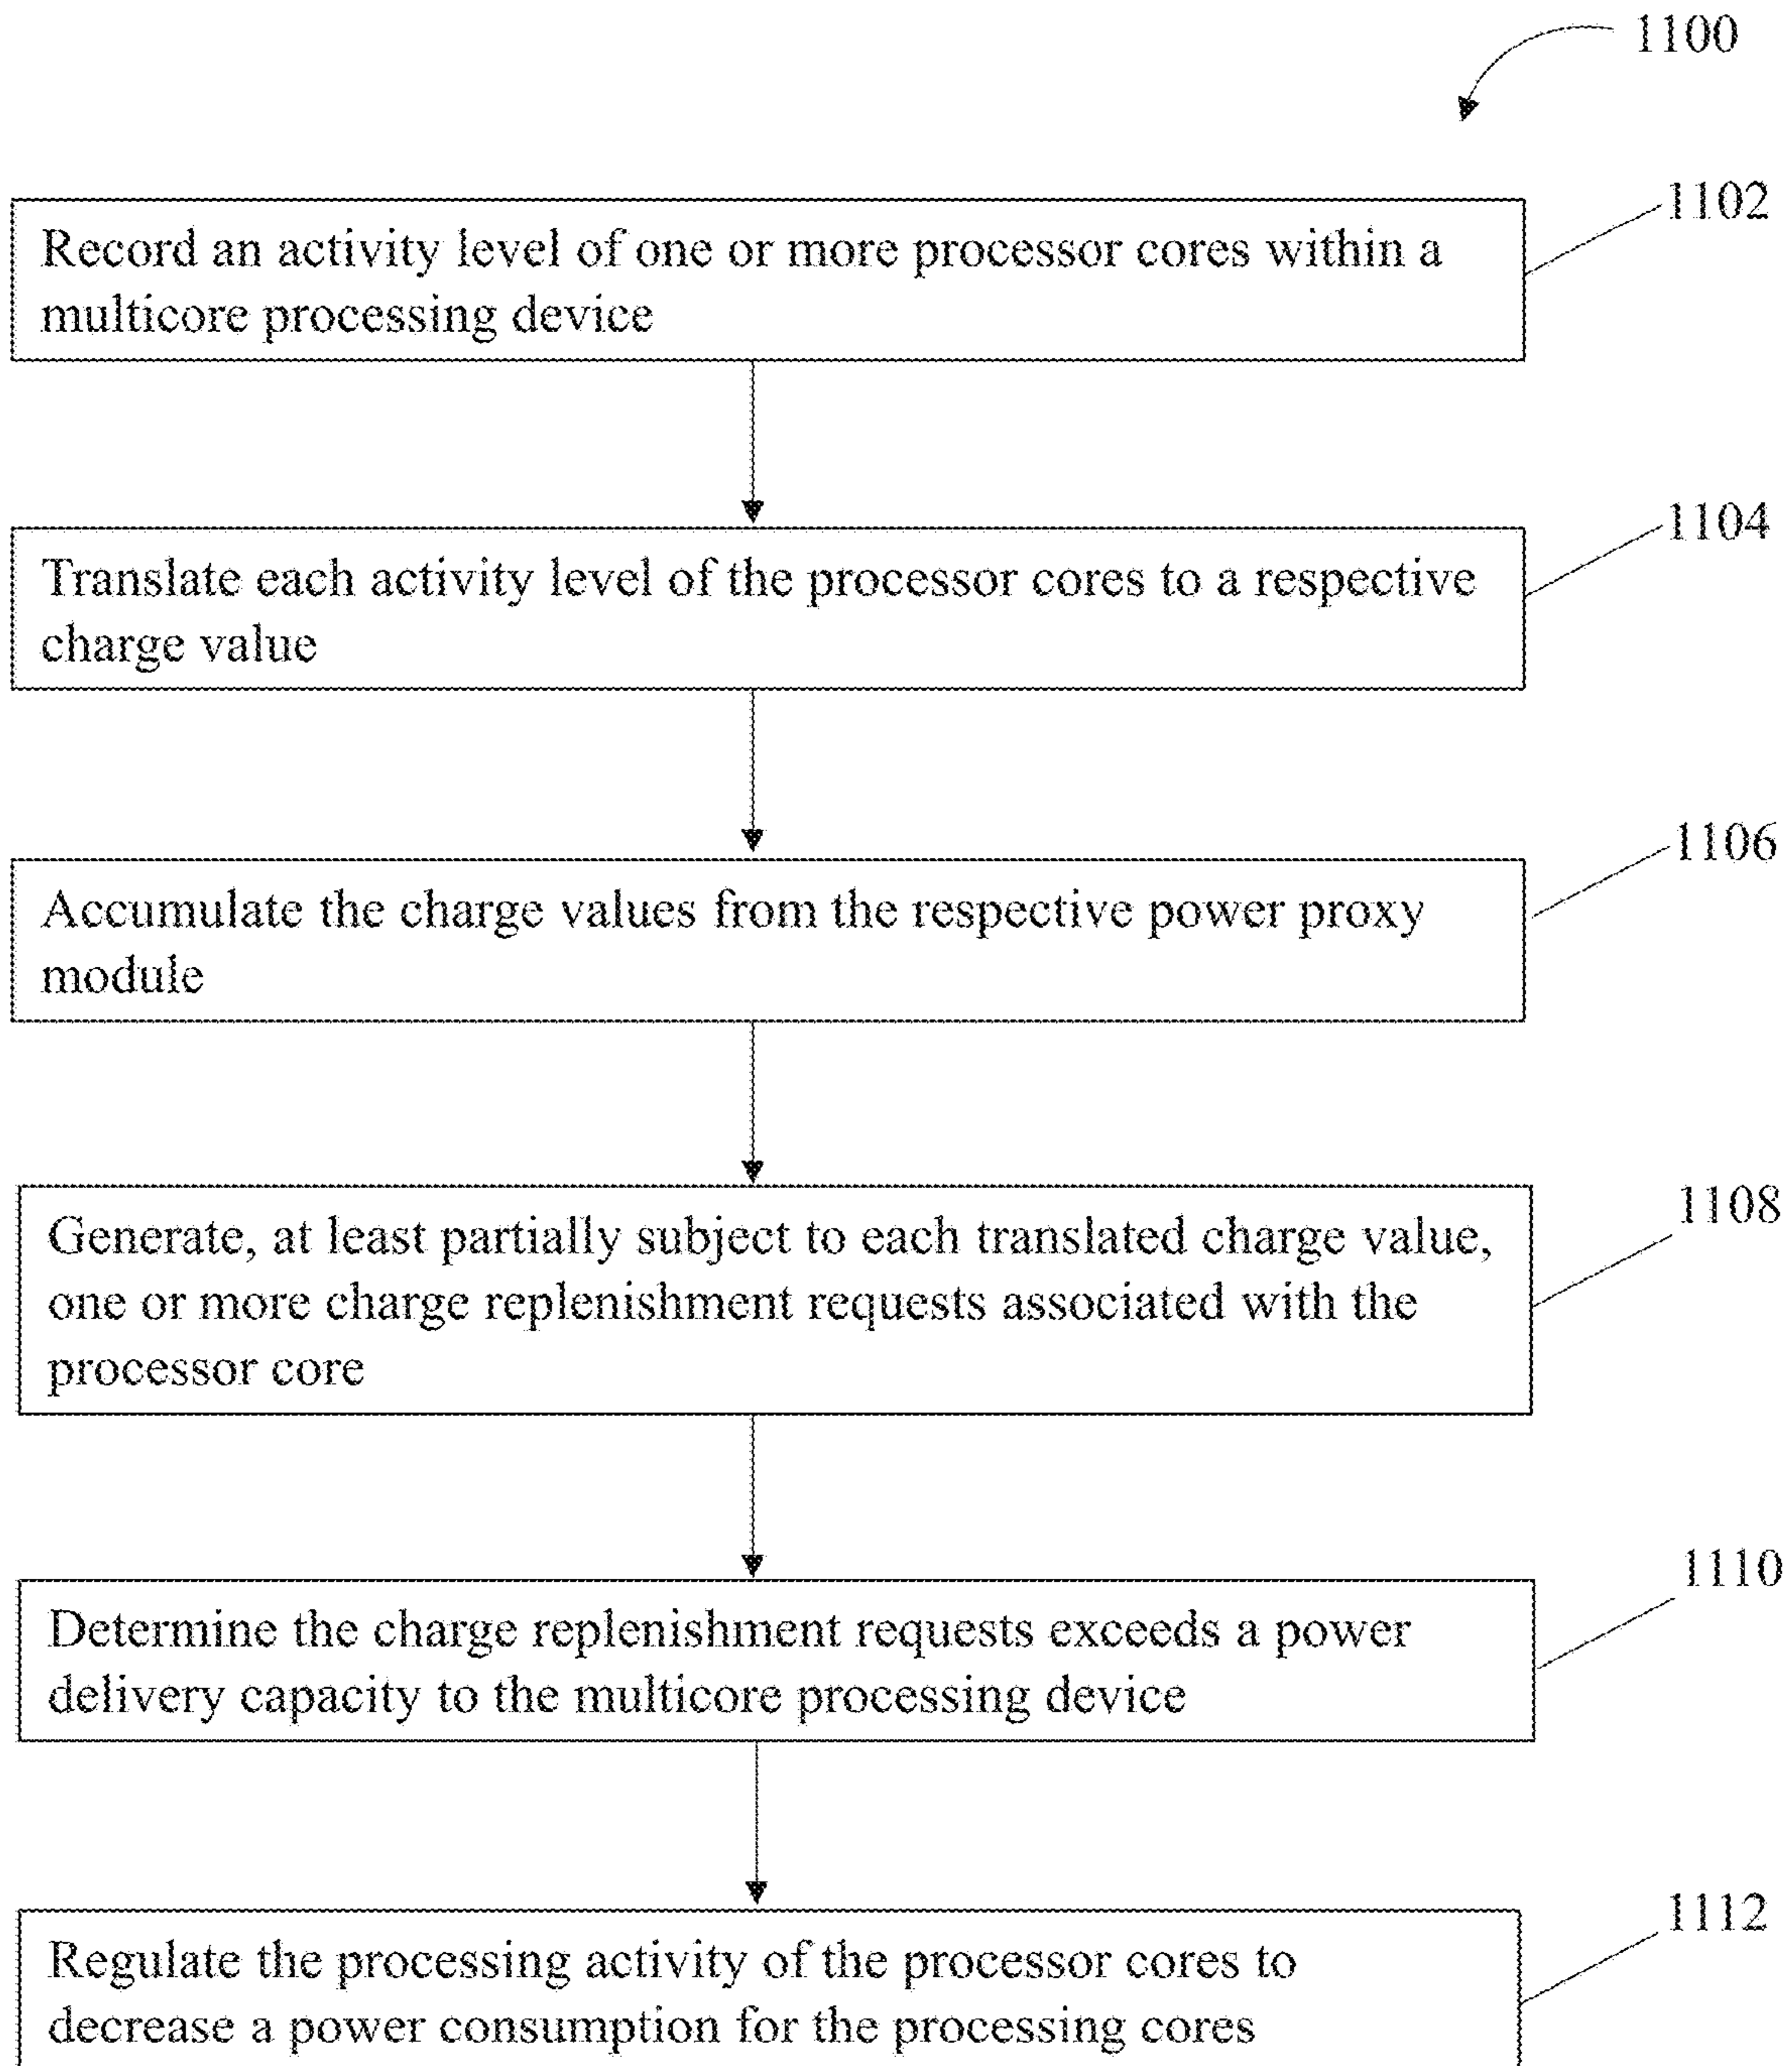 1100
1102
Record an activity level of one or more processor cores within a
multicore processing device
1104
Translate each activity level of the processor cores to a respective
charge value
1106
Accumulate the charge values from the respective power proxy
module
1108
Generate, at least partially subject to each translated charge value,
one or more charge replenishment requests associated with the
processor core
1110
Determine the charge replenishment requests exceeds a power
delivery capacity to the multicore processing device
1112
Regulate the processing activity of the processor cores to
decrease a power consumption for the processing cores